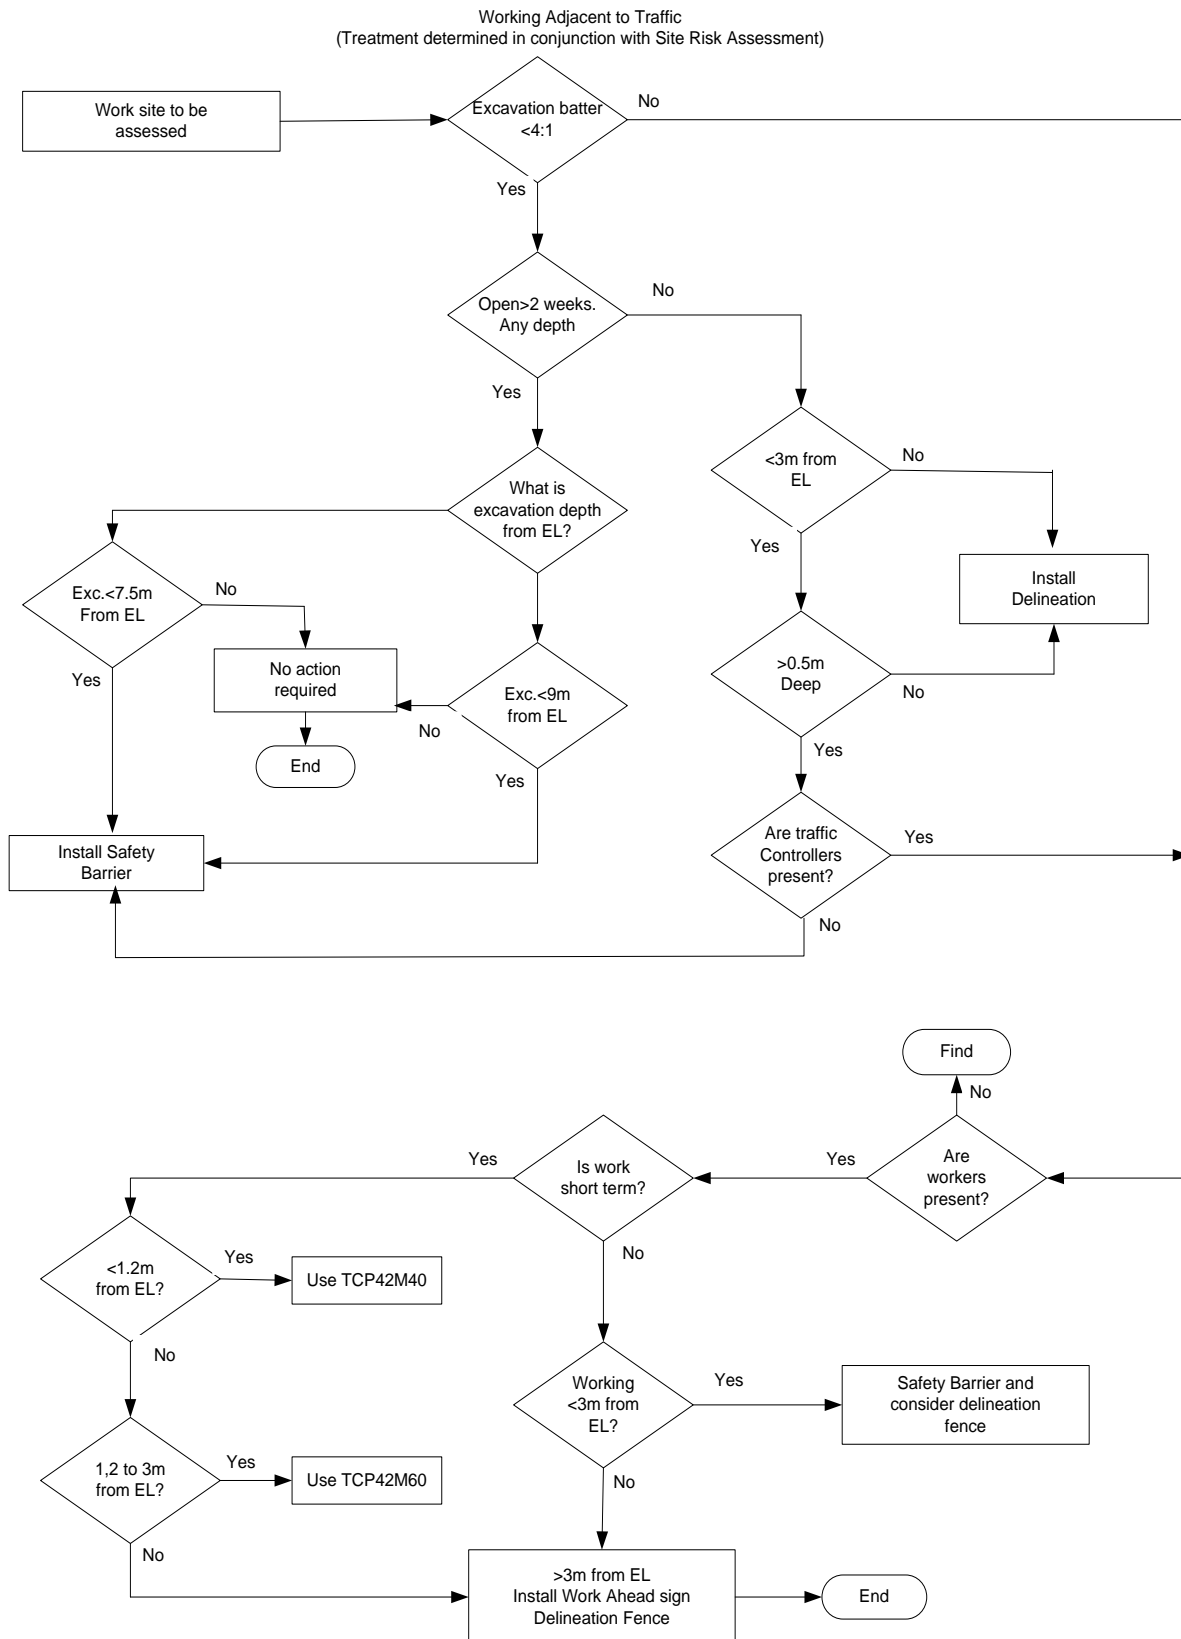 Working Adjacent to Traffic
(Treatment determined in conjunction with Site Risk Assessment)
Work site to be
assessed
Excavation batter
<4:1
No
Yes
Open>2 weeks.
Any depth
No
Yes
<3m from
EL
No
Yes
What is
excavation depth
from EL?
Install
Delineation
Exc.<7.5m
From EL
No
Yes
No action
required
End
Exc.<9m
from EL
No
Yes
>0.5m
Deep
No
Yes
Install Safety
Barrier
Are traffic
Controllers
present?
Yes
No
Find
No
Are
workers
present?
Yes
Is work
short term?
Yes
No
<1.2m
from EL?
Yes
Use TCP42M40
No
Working
<3m from
EL?
Yes
Safety Barrier and
consider delineation
fence
No
1,2 to 3m
from EL?
Yes
Use TCP42M60
No
>3m from EL
Install Work Ahead sign
Delineation Fence
End